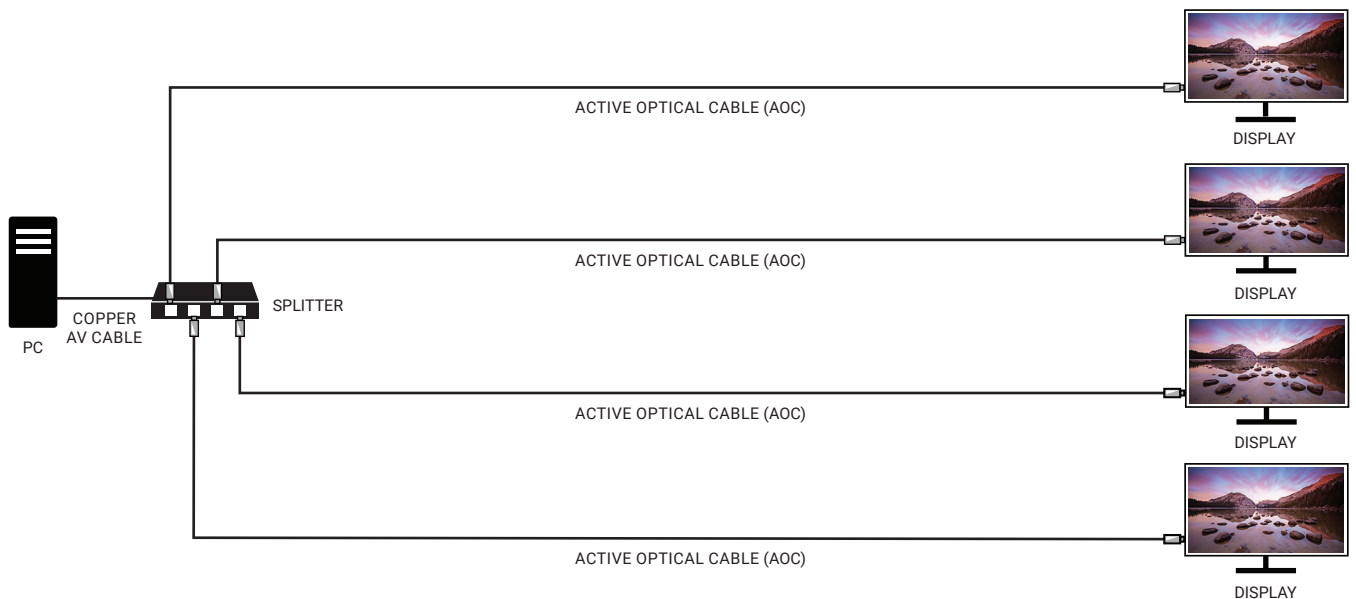 ACTIVE OPTICAL CABLE (AOC)
DISPLAY
ACTIVE OPTICAL CABLE (AOC)
DISPLAY
SPLITTER
COPPER
AV CABLE
PC
ACTIVE OPTICAL CABLE (AOC)
DISPLAY
ACTIVE OPTICAL CABLE (AOC)
DISPLAY